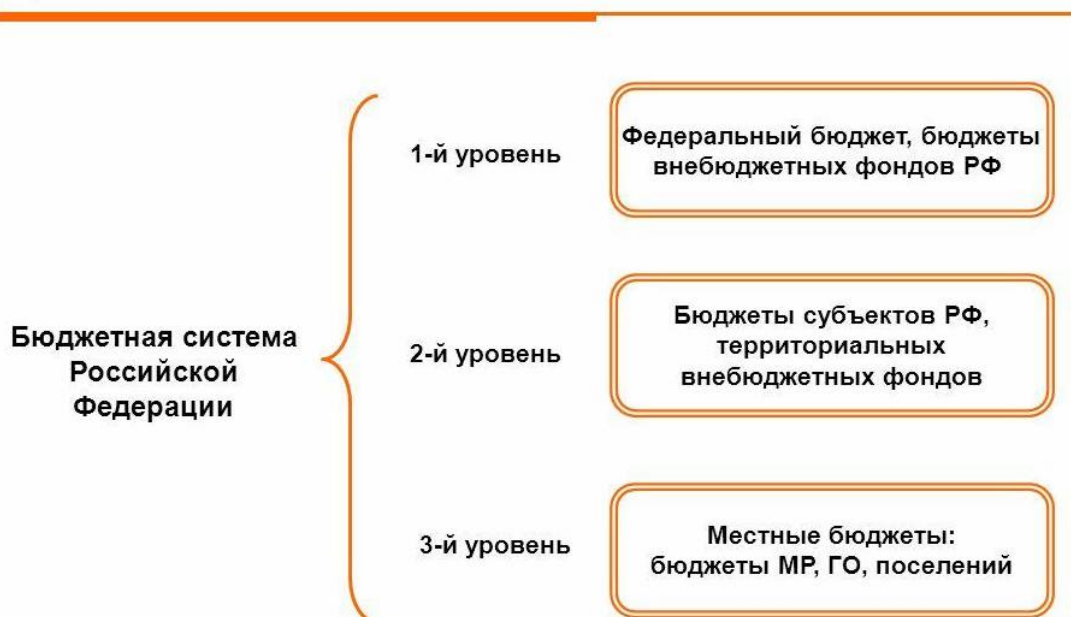 Бюджетная система
Российской
Федерации
1-й уровень
Федеральный бюджет, бюджеты
внебюджетных фондов РФ
2-й уровень
Бюджеты субъектов РФ,
территориальных
внебюджетных фондов
3-й уровень
Местные бюджеты:
бюджеты МР, ГО, поселений